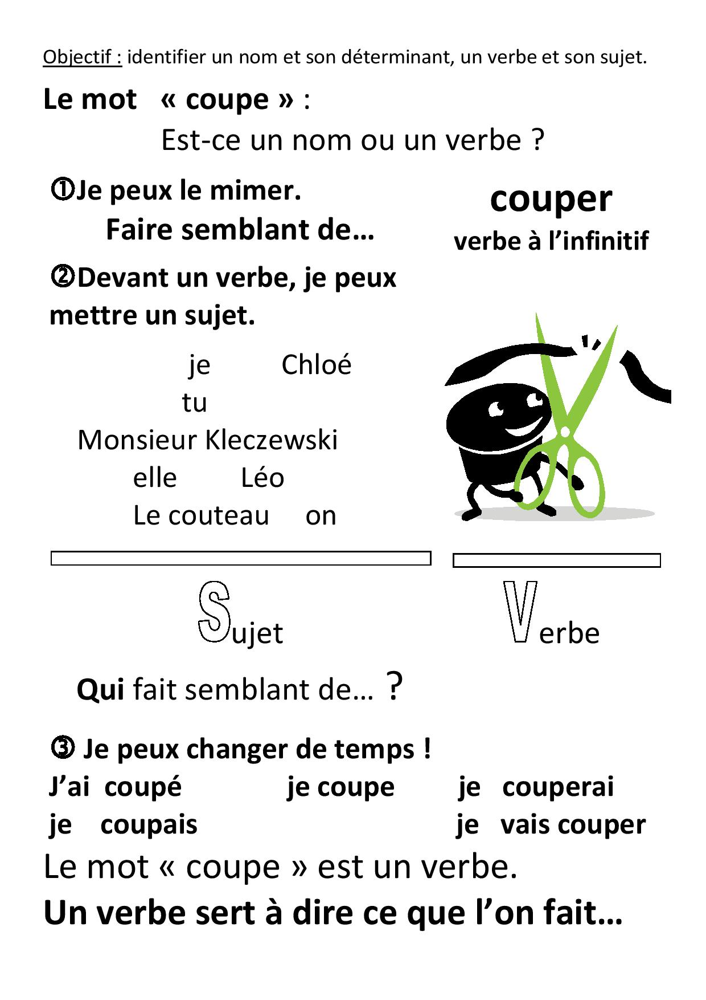 Objectif : identifier un nom et son déterminant, un verbe et son sujet.
Le mot « coupe » :
Est-ce un nom ou un verbe ?
①Je peux le mimer.
Faire semblant de…
couper
verbe à l’infinitif
②Devant un verbe, je peux
mettre un sujet.
je Chloé
tu
Monsieur Kleczewski
elle Léo
Le couteau on
Sujet Verbe
Qui fait semblant de… ?
③ Je peux changer de temps !
J’ai coupé je coupe je couperai
je coupais je vais couper
Le mot « coupe » est un verbe.
Un verbe sert à dire ce que l’on fait…